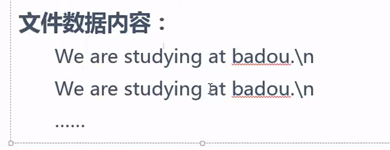 文件数据内容：
We are studying at badou.\n
We are studying at badou.\n
……